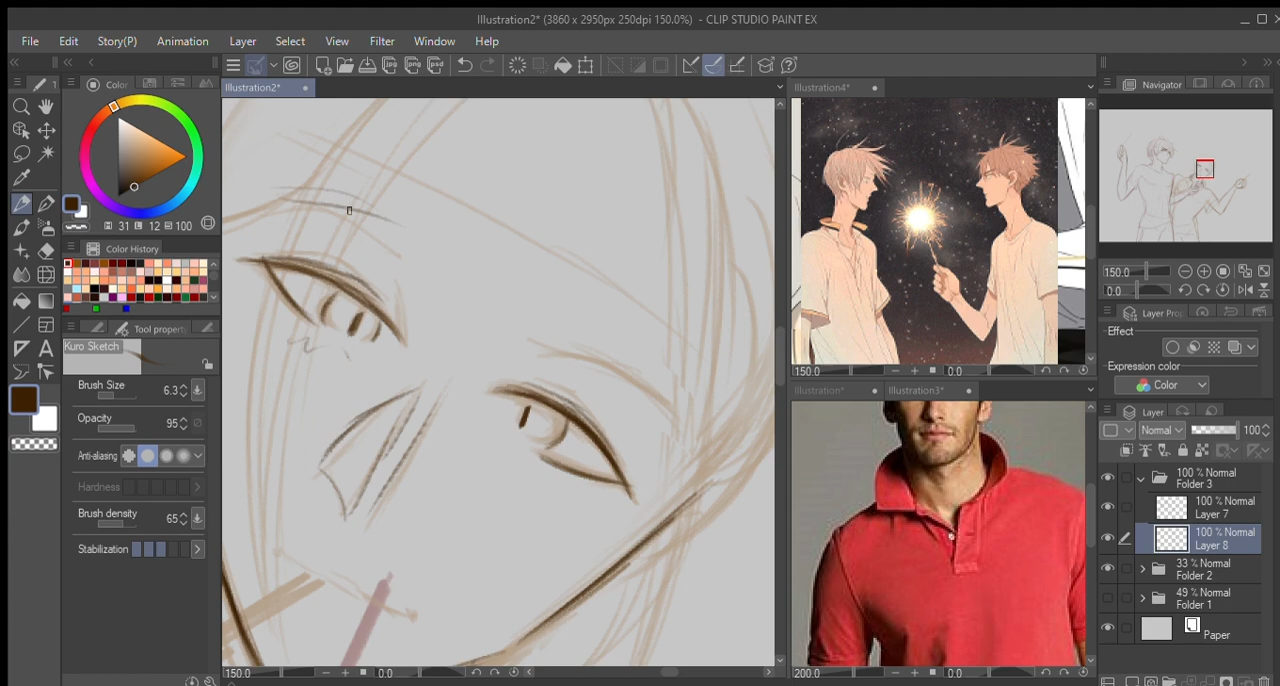 Illustration2* (3860 x 2950px 250dpi 150.0%) - CLIP STUDIO PAINT EX
File Edit Story(P) Animation Layer Select View Filter Window Help
1 Color
Illustration2*
Illustration4*
Navigator
31 12 100
Color History
Tool property
Kuro Sketch
Brush Size 6.3
Opacity 95
Anti-aliasing
Hardness
Brush density 65
Stabilization
150.0 0.0
150.0 0.0
Illustration* Illustration3*
200.0 0.0
150.0
0.0
Layer Pro
Effect
Expression color
Color
Layer
Normal 100
100 % Normal
Folder 3
100 % Normal
Layer 7
100 % Normal
Layer 8
33 % Normal
Folder 2
49 % Normal
Folder 1
Paper